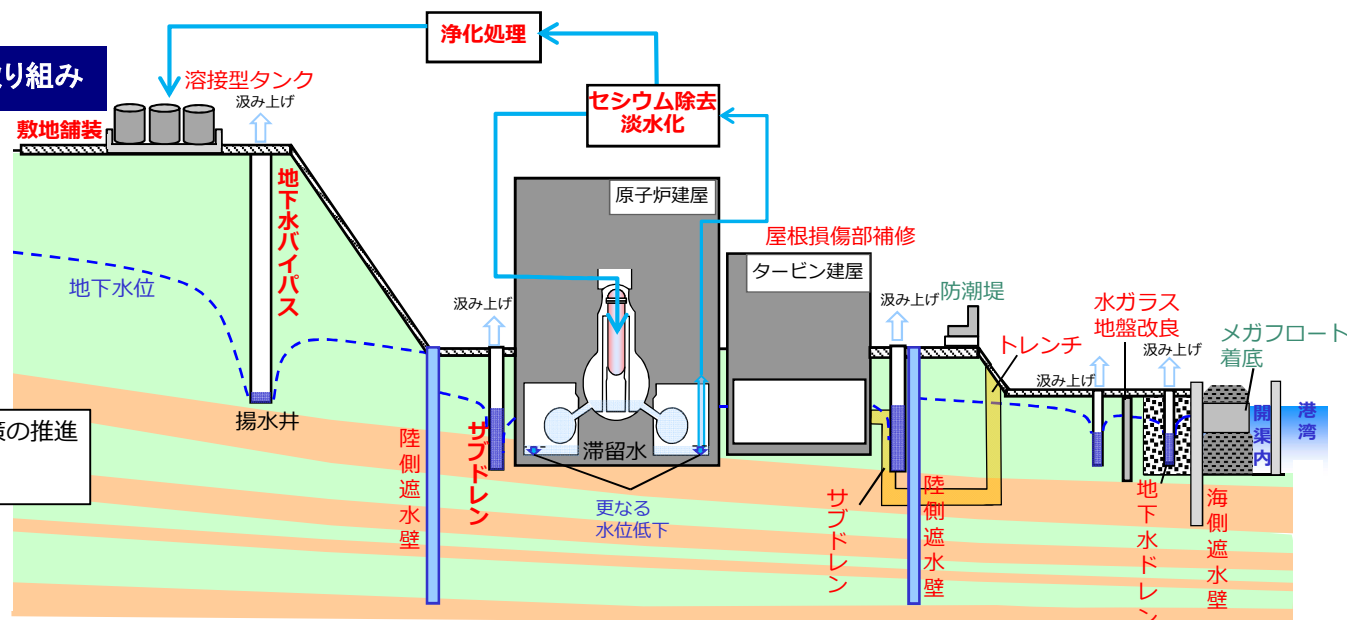 浄化処理
り組み
溶接型タンク
汲み上げ
敷地舗装
セシウム除去
淡水化
地下水バイパス
原子炉建屋
屋根損傷部補修
タービン建屋
地下水位
汲み上げ
汲み上げ
防潮堤
水ガラス
地盤改良
メガフロート
着底
トレンチ
汲み上げ
汲み上げ
揚水井
策の推進
陸側遮水壁
サブドレン
滞留水
更なる
水位低下
サブドレン
陸側遮水壁
地下水ドレン
海側遮水壁
開渠内
港湾